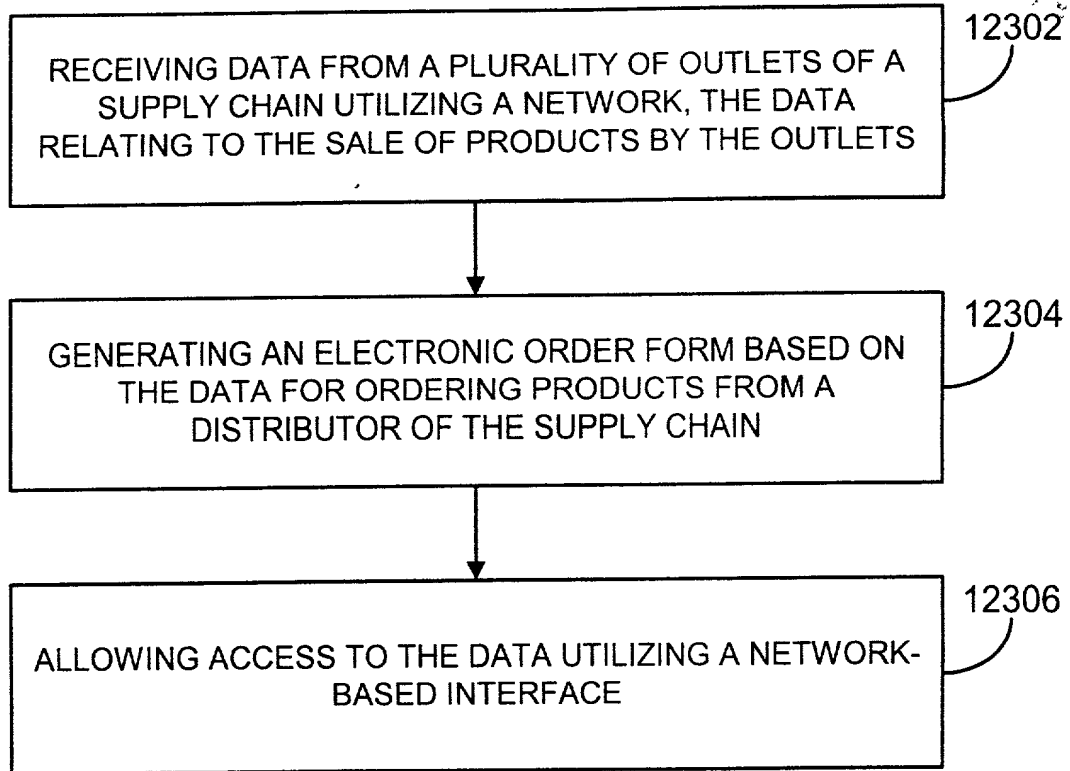 12302
RECEIVING DATA FROM A PLURALITY OF OUTLETS OF A
SUPPLY CHAIN UTILIZING A NETWORK, THE DATA
RELATING TO THE SALE OF PRODUCTS BY THE OUTLETS
12304
GENERATING AN ELECTRONIC ORDER FORM BASED ON
THE DATA FOR ORDERING PRODUCTS FROM A
DISTRIBUTOR OF THE SUPPLY CHAIN
12306
ALLOWING ACCESS TO THE DATA UTILIZING A NETWORK-
BASED INTERFACE